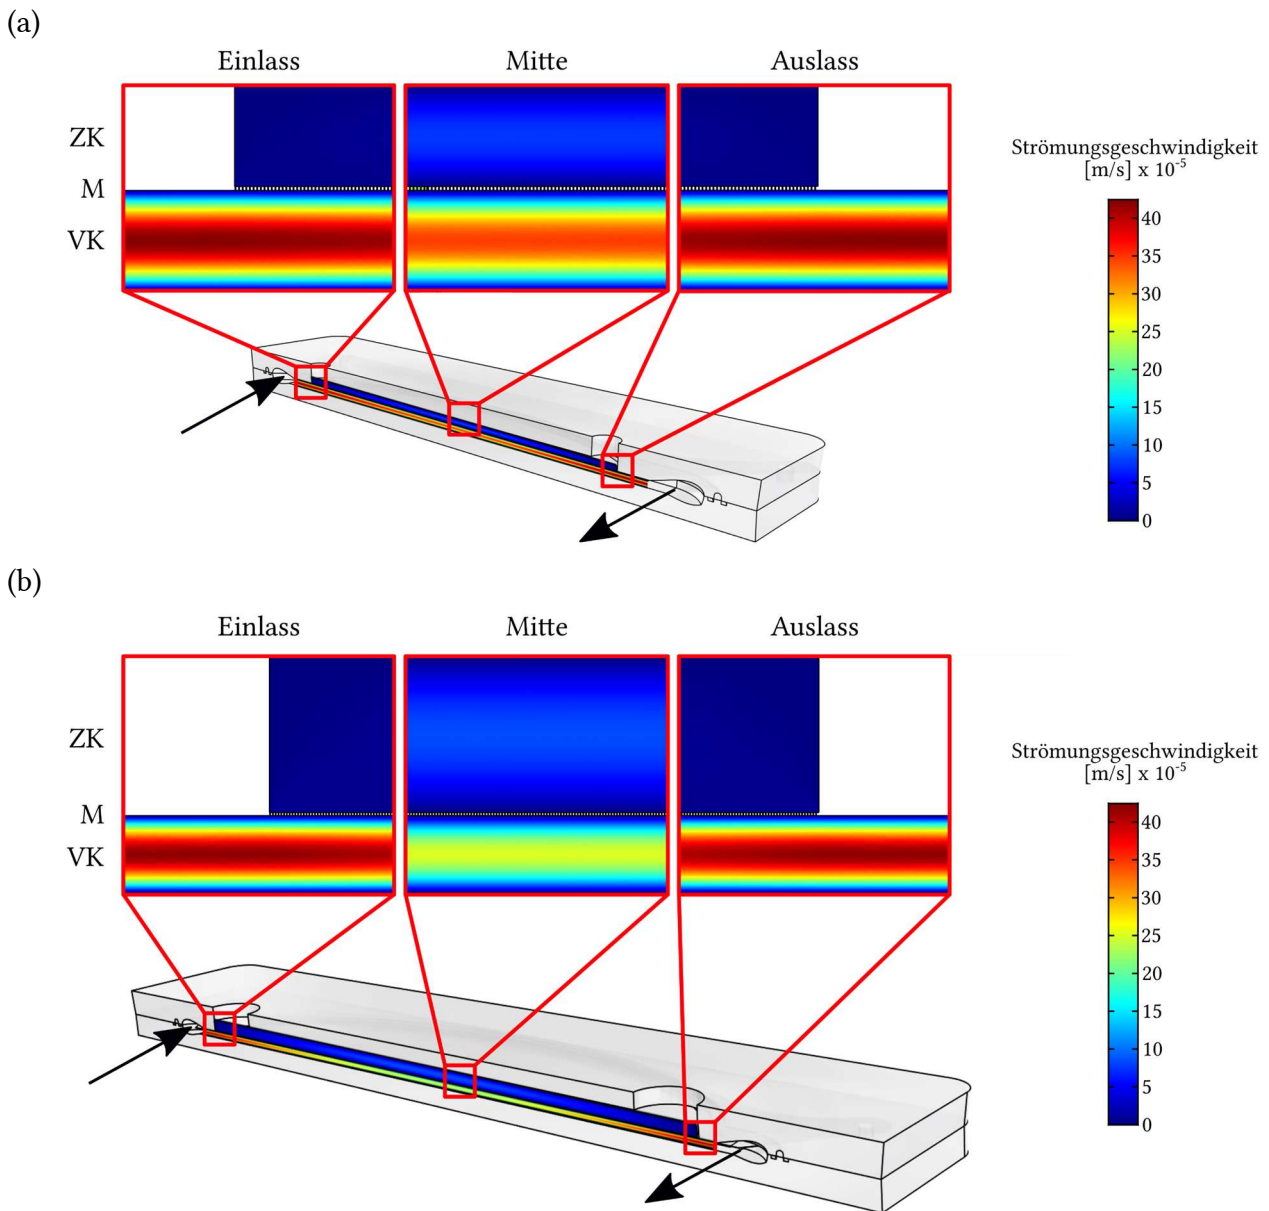 (a)
Einlass Mitte Auslass
ZK
M
VK
Strömungsgeschwindigkeit
[m/s] x 10-5
40
35
30
25
20
15
10
5
0
(b)
Einlass Mitte Auslass
ZK
M
VK
Strömungsgeschwindigkeit
[m/s] x 10-5
40
35
30
25
20
15
10
5
0